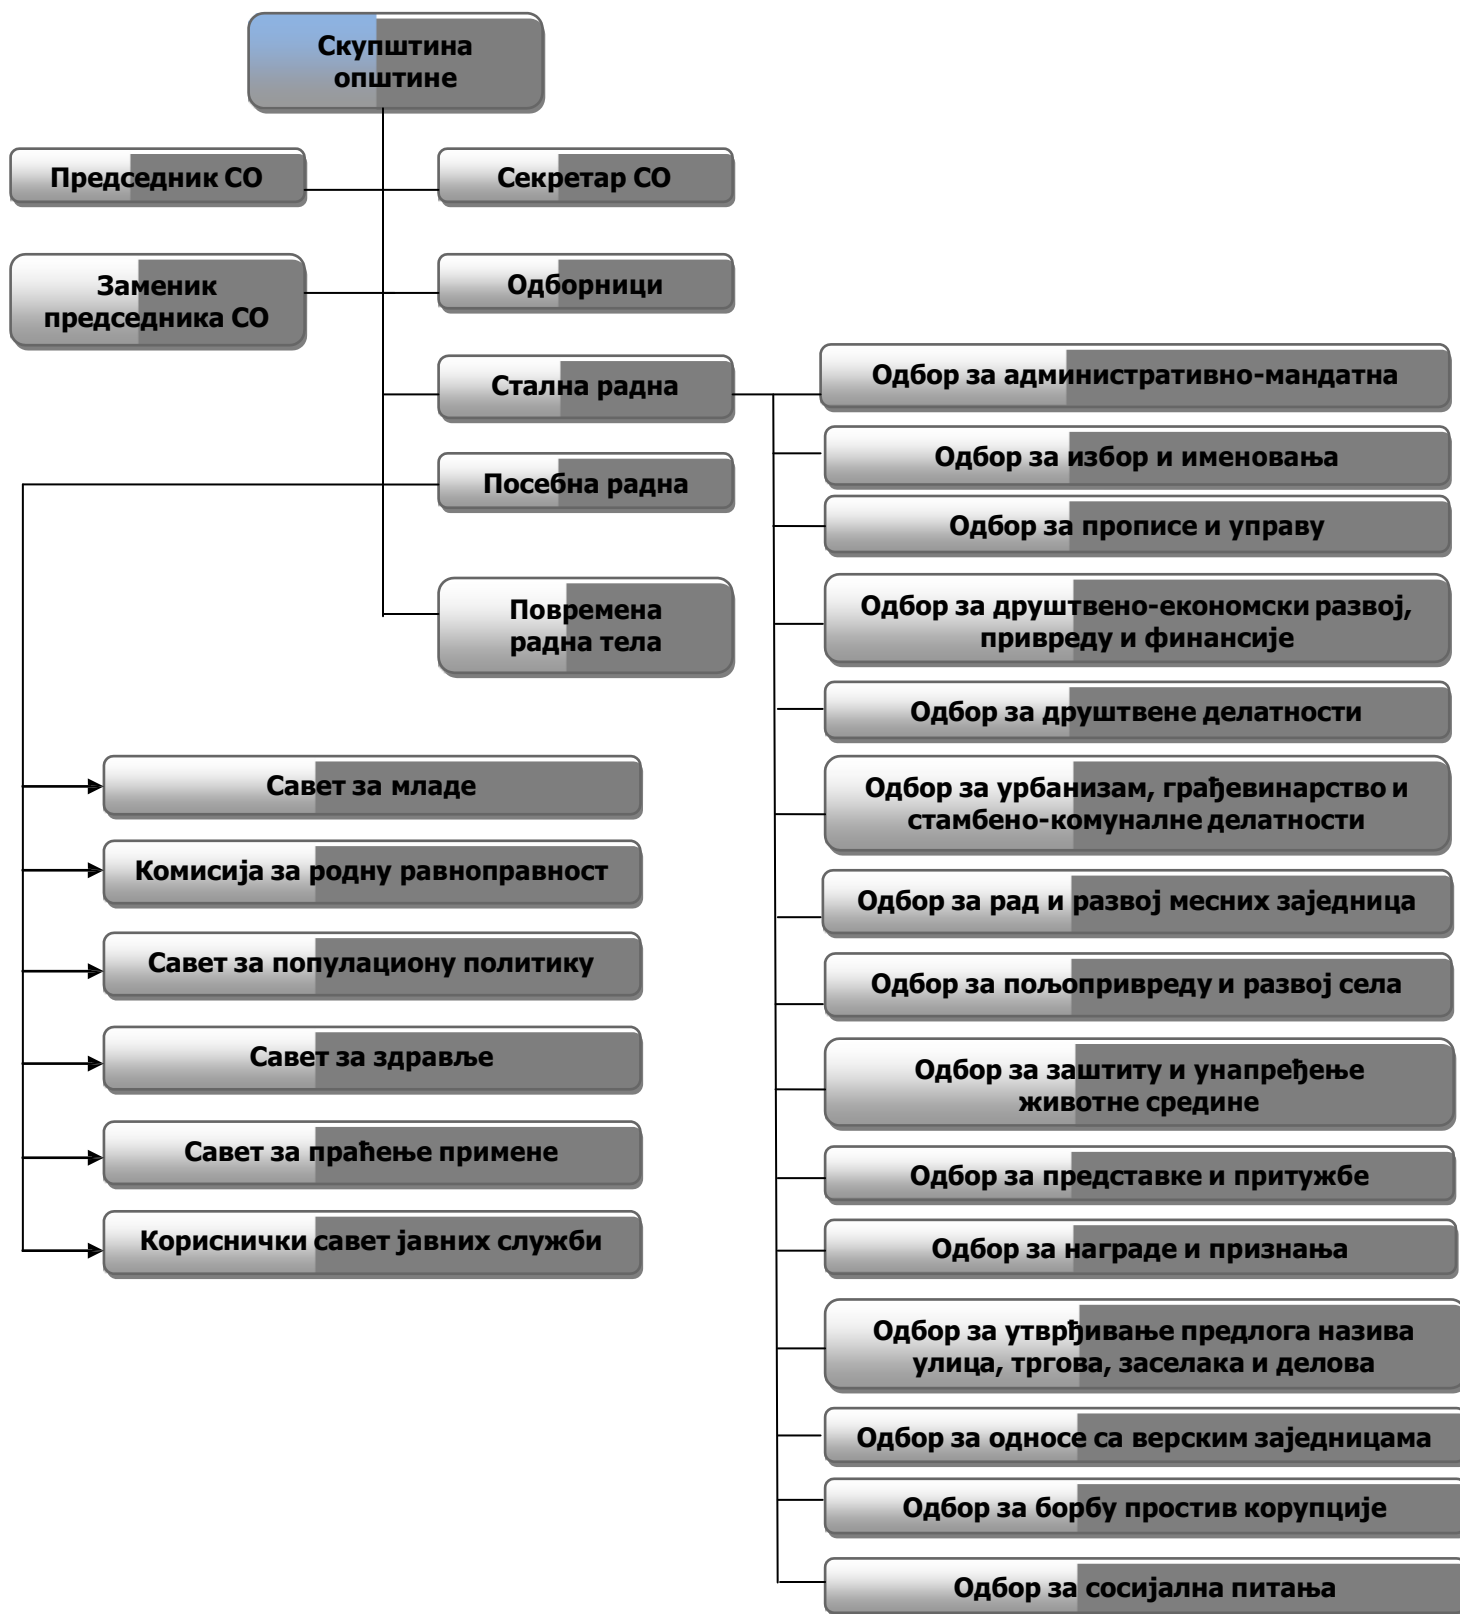 Скупштина
општине
Председник СО
Секретар СО
Заменик
председника СО
Одборници
Стална радна
Посебна радна
Повремена
радна тела
Одбор за административно-мандатна
Одбор за избор и именовања
Одбор за прописе и управу
Одбор за друштвено-економски развој,
привреду и финансије
Одбор за друштвене делатности
Одбор за урбанизам, грађевинарство и
стамбено-комуналне делатности
Одбор за рад и развој месних заједница
Одбор за пољопривреду и развој села
Одбор за заштиту и унапређење
животне средине
Одбор за представке и притужбе
Одбор за награде и признања
Одбор за утврђивање предлога назива
улица, тргова, заселака и делова
Одбор за односе са верским заједницама
Одбор за борбу простив корупције
Одбор за сосијална питања
Савет за младе
Комисија за родну равноправност
Савет за популациону политику
Савет за здравље
Савет за праћење примене
Кориснички савет јавних служби